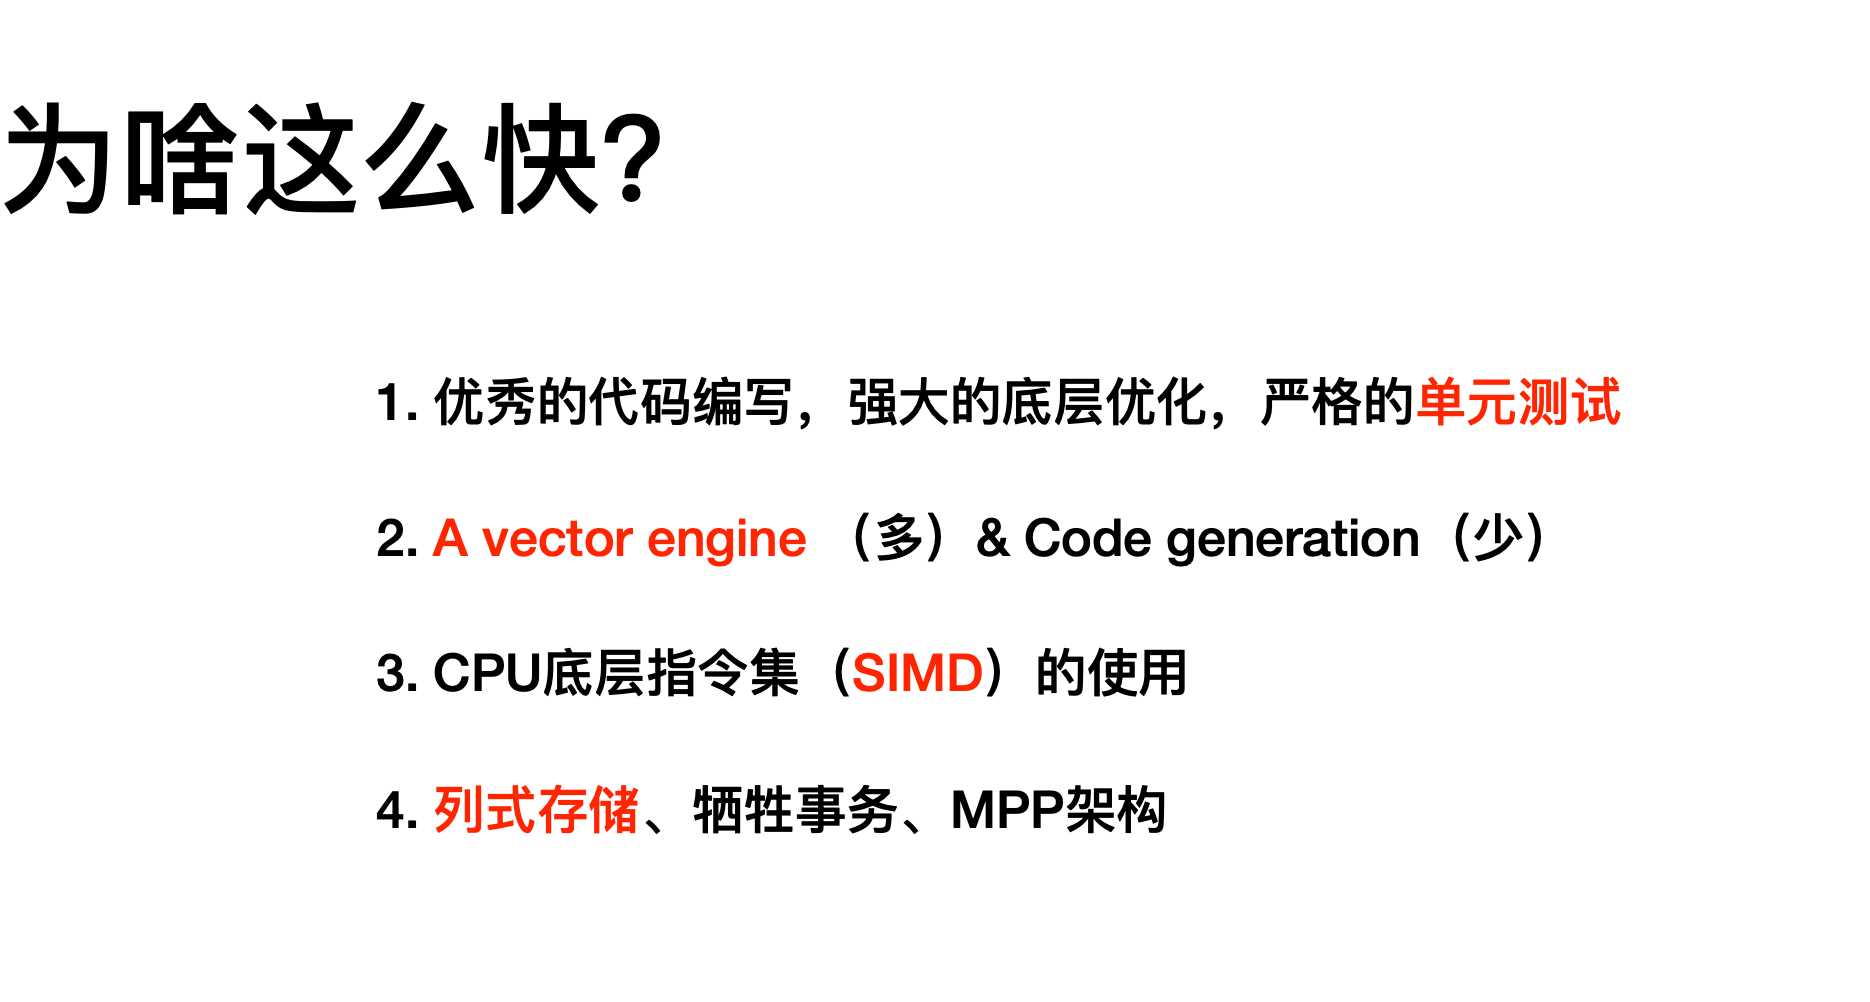 为啥这么快？
1. 优秀的代码编写，强大的底层优化，严格的单元测试
2. A vector engine （多）& Code generation（少）
3. CPU底层指令集（SIMD）的使用
4. 列式存储、牺牲事务、MPP架构